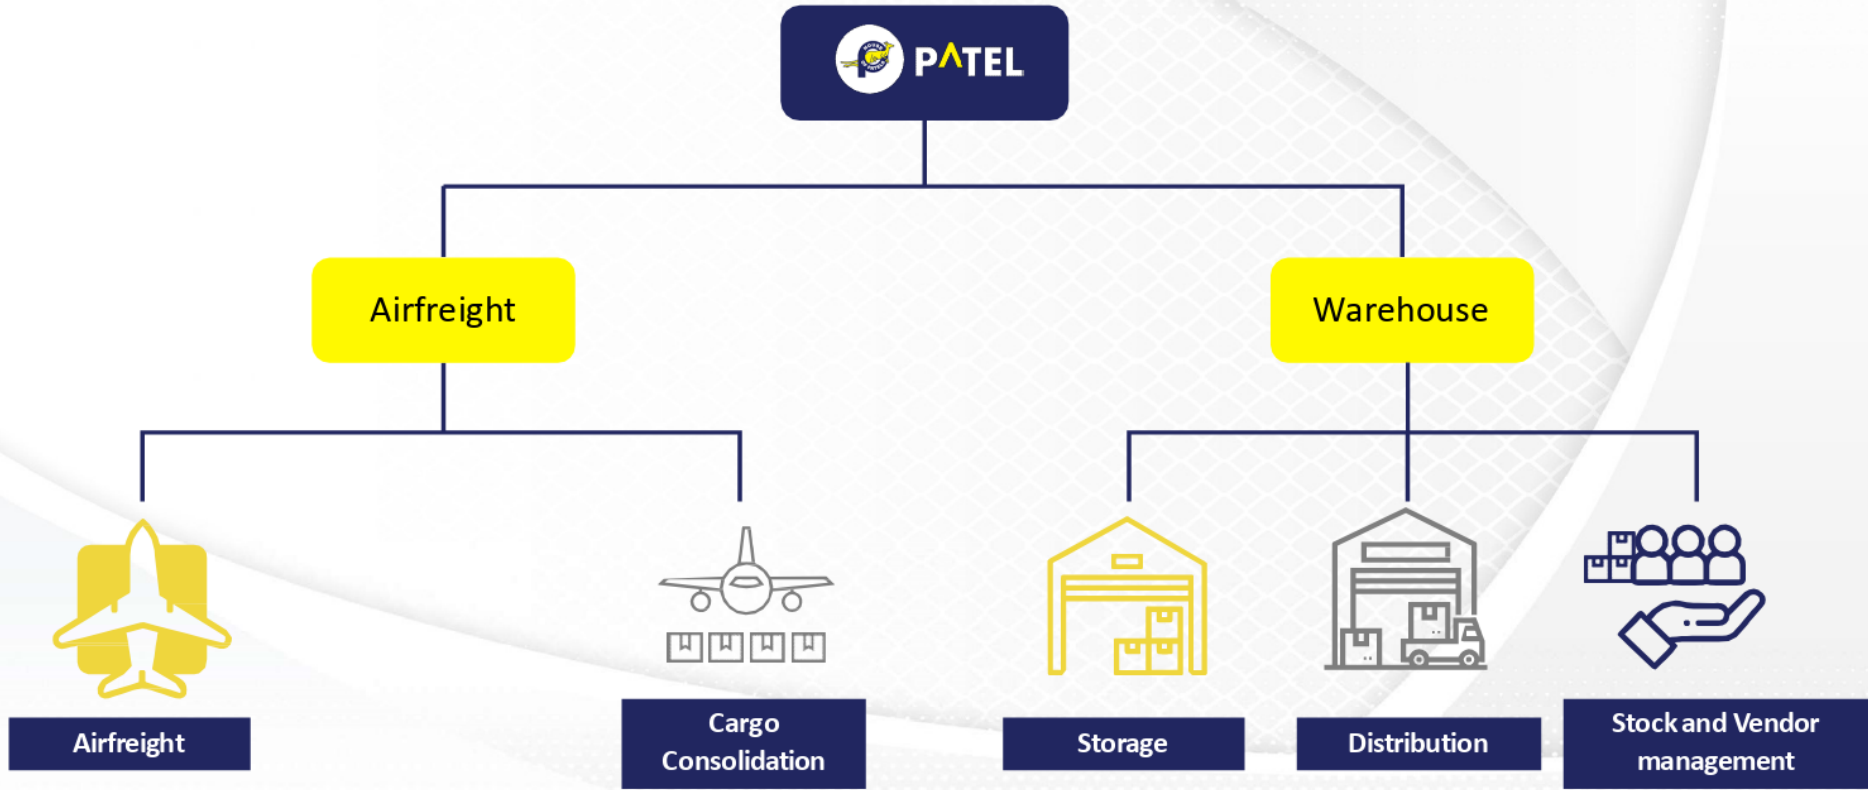 PATEL
Airfreight
Warehouse
Airfreight
Cargo
Consolidation
Storage
Distribution
Stock and Vendor
management